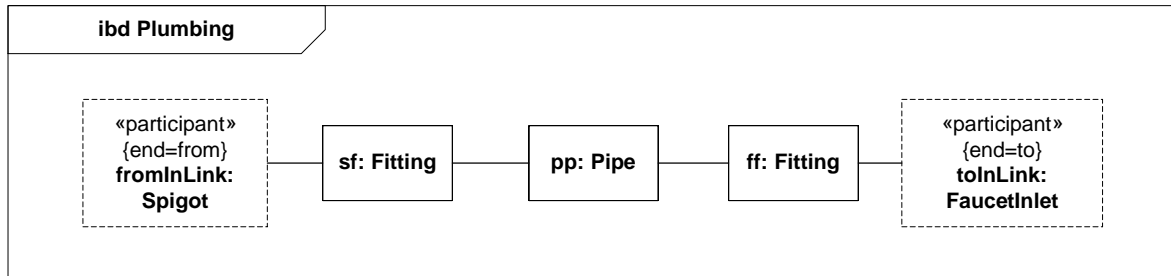 ibd Plumbing
«participant»
{end=from}
fromInLink:
Spigot
sf: Fitting
pp: Pipe
ff: Fitting
«participant»
{end=to}
toInLink:
FaucetInlet